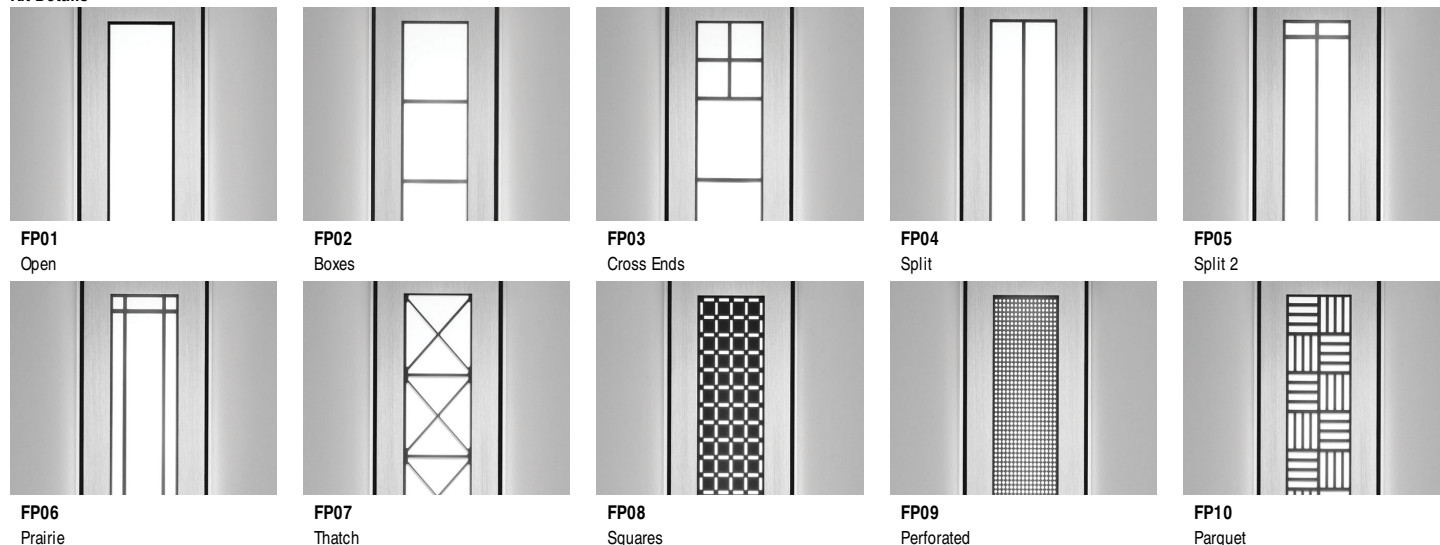 FP01
Open
FP02
Boxes
FP03
Cross Ends
FP04
Split
FP05
Split 2
FP06
Prairie
FP07
Thatch
FP08
Squares
FP09
Perforated
FP10
Parquet